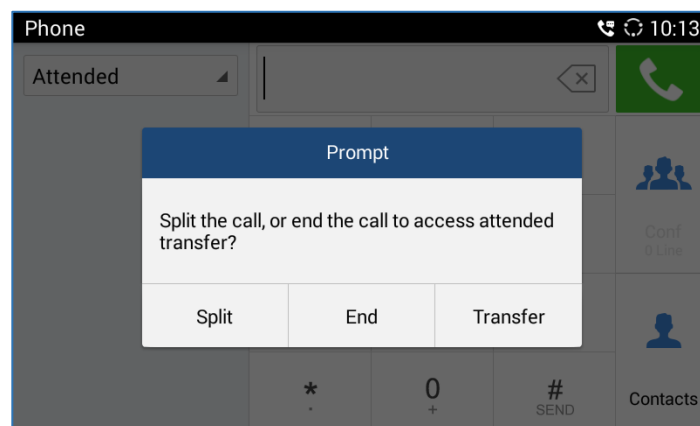 Phone
10:13
Attended
Prompt
Split the call, or end the call to access attended
transfer?
Split
End
Transfer
Conf
0 Line
*
.
0
+
#
SEND
Contacts